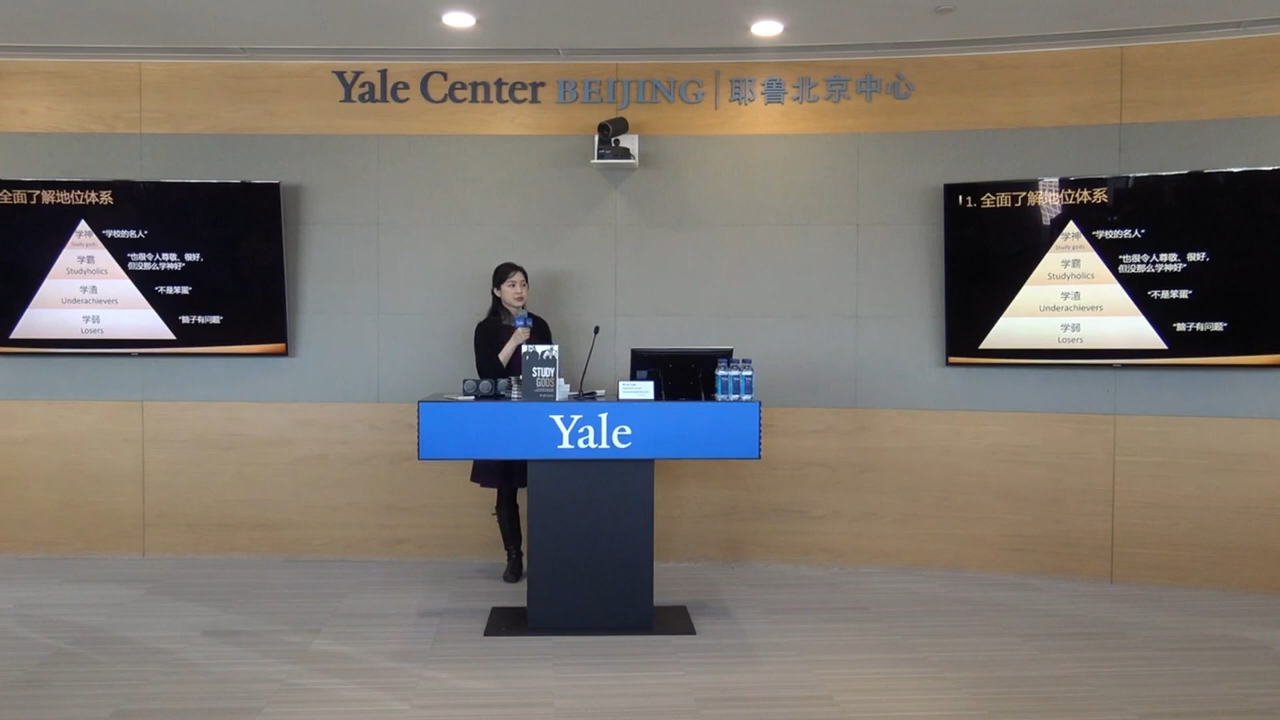 Yale Center BEIJING | 耶鲁北京中心
全面了解地位体系
学神 "学校的名人"
Study gods
学霸 "也很令人尊敬、很好,
Studyholics 但没那么学神好"
学渣 "不是笨蛋"
Underachievers
学弱 "脑子有问题"
Losers
1. 全面了解地位体系
学神 "学校的名人"
Study gods
学霸 "也很令人尊敬、很好,
Studyholics 但没那么学神好"
学渣 "不是笨蛋"
Underachievers
学弱 "脑子有问题"
Losers
Yale
STUDY
GODS
Yale